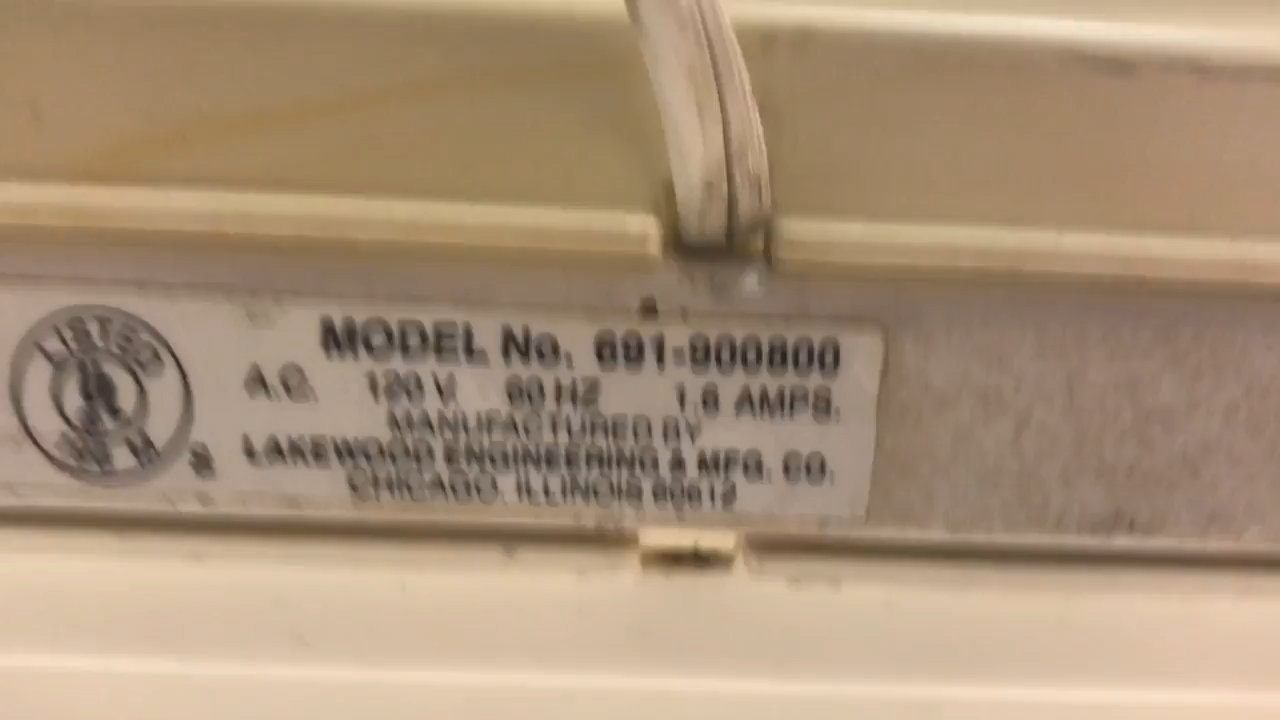 LISTED
MODEL No. 691-900800
A.C. 120 V 60 HZ 1.6 AMPS.
MANUFACTURED BY
LAKEWOOD ENGINEERING & MFG. CO.
CHICAGO, ILLINOIS 60612